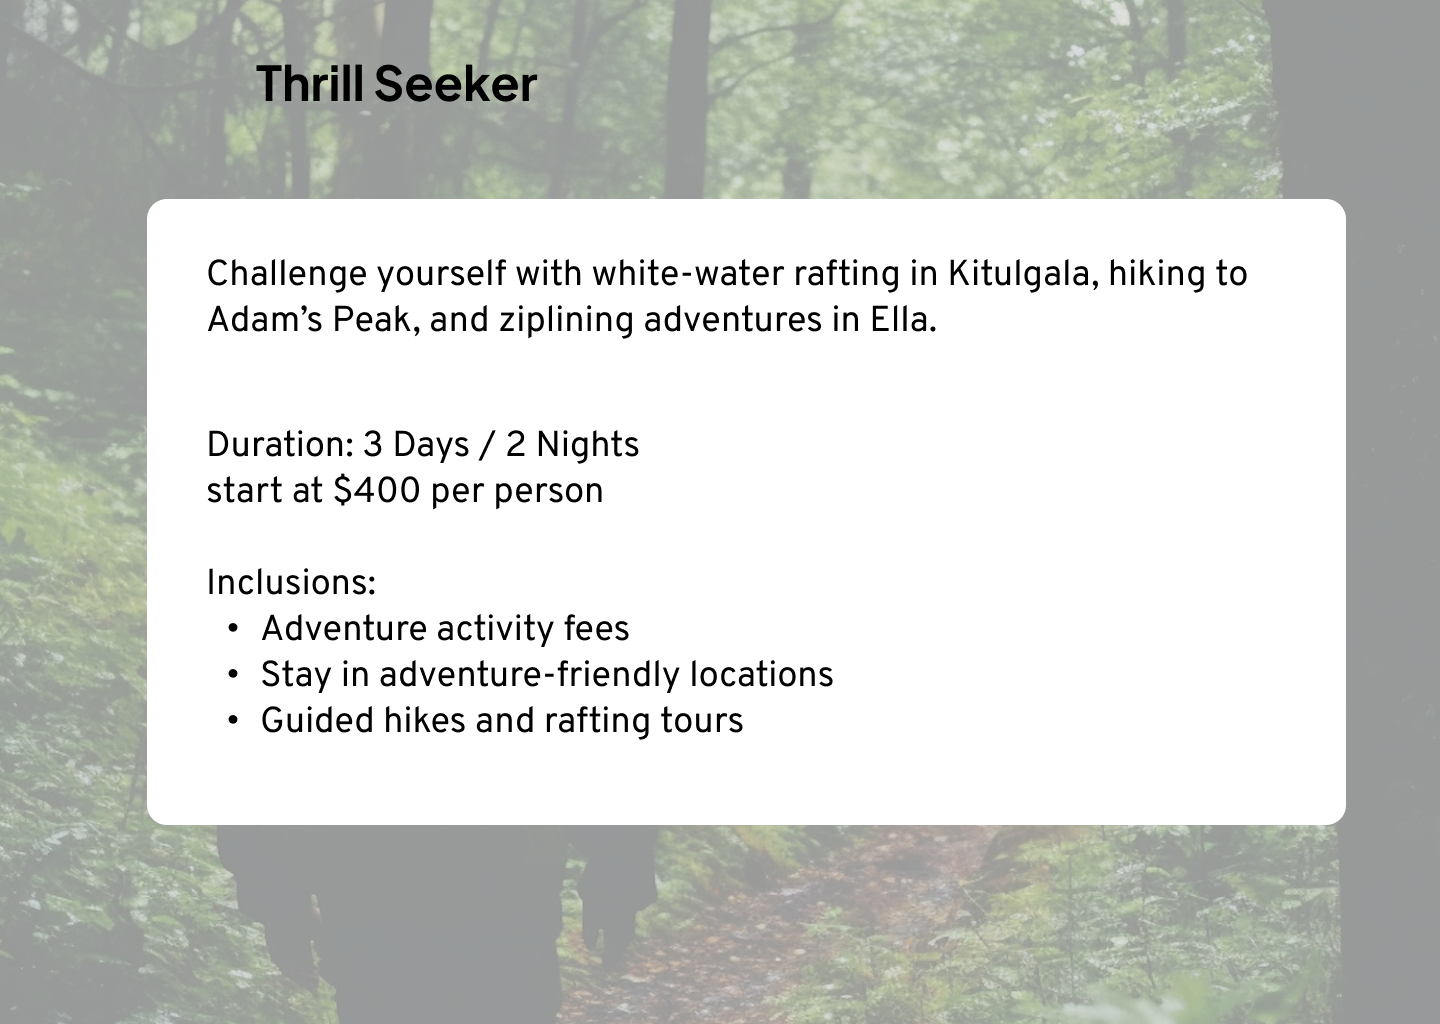 Thrill Seeker
Challenge yourself with white-water rafting in Kitulgala, hiking to
Adam’s Peak, and ziplining adventures in Ella.
Duration: 3 Days / 2 Nights
start at $400 per person
Inclusions:
• Adventure activity fees
• Stay in adventure-friendly locations
• Guided hikes and rafting tours